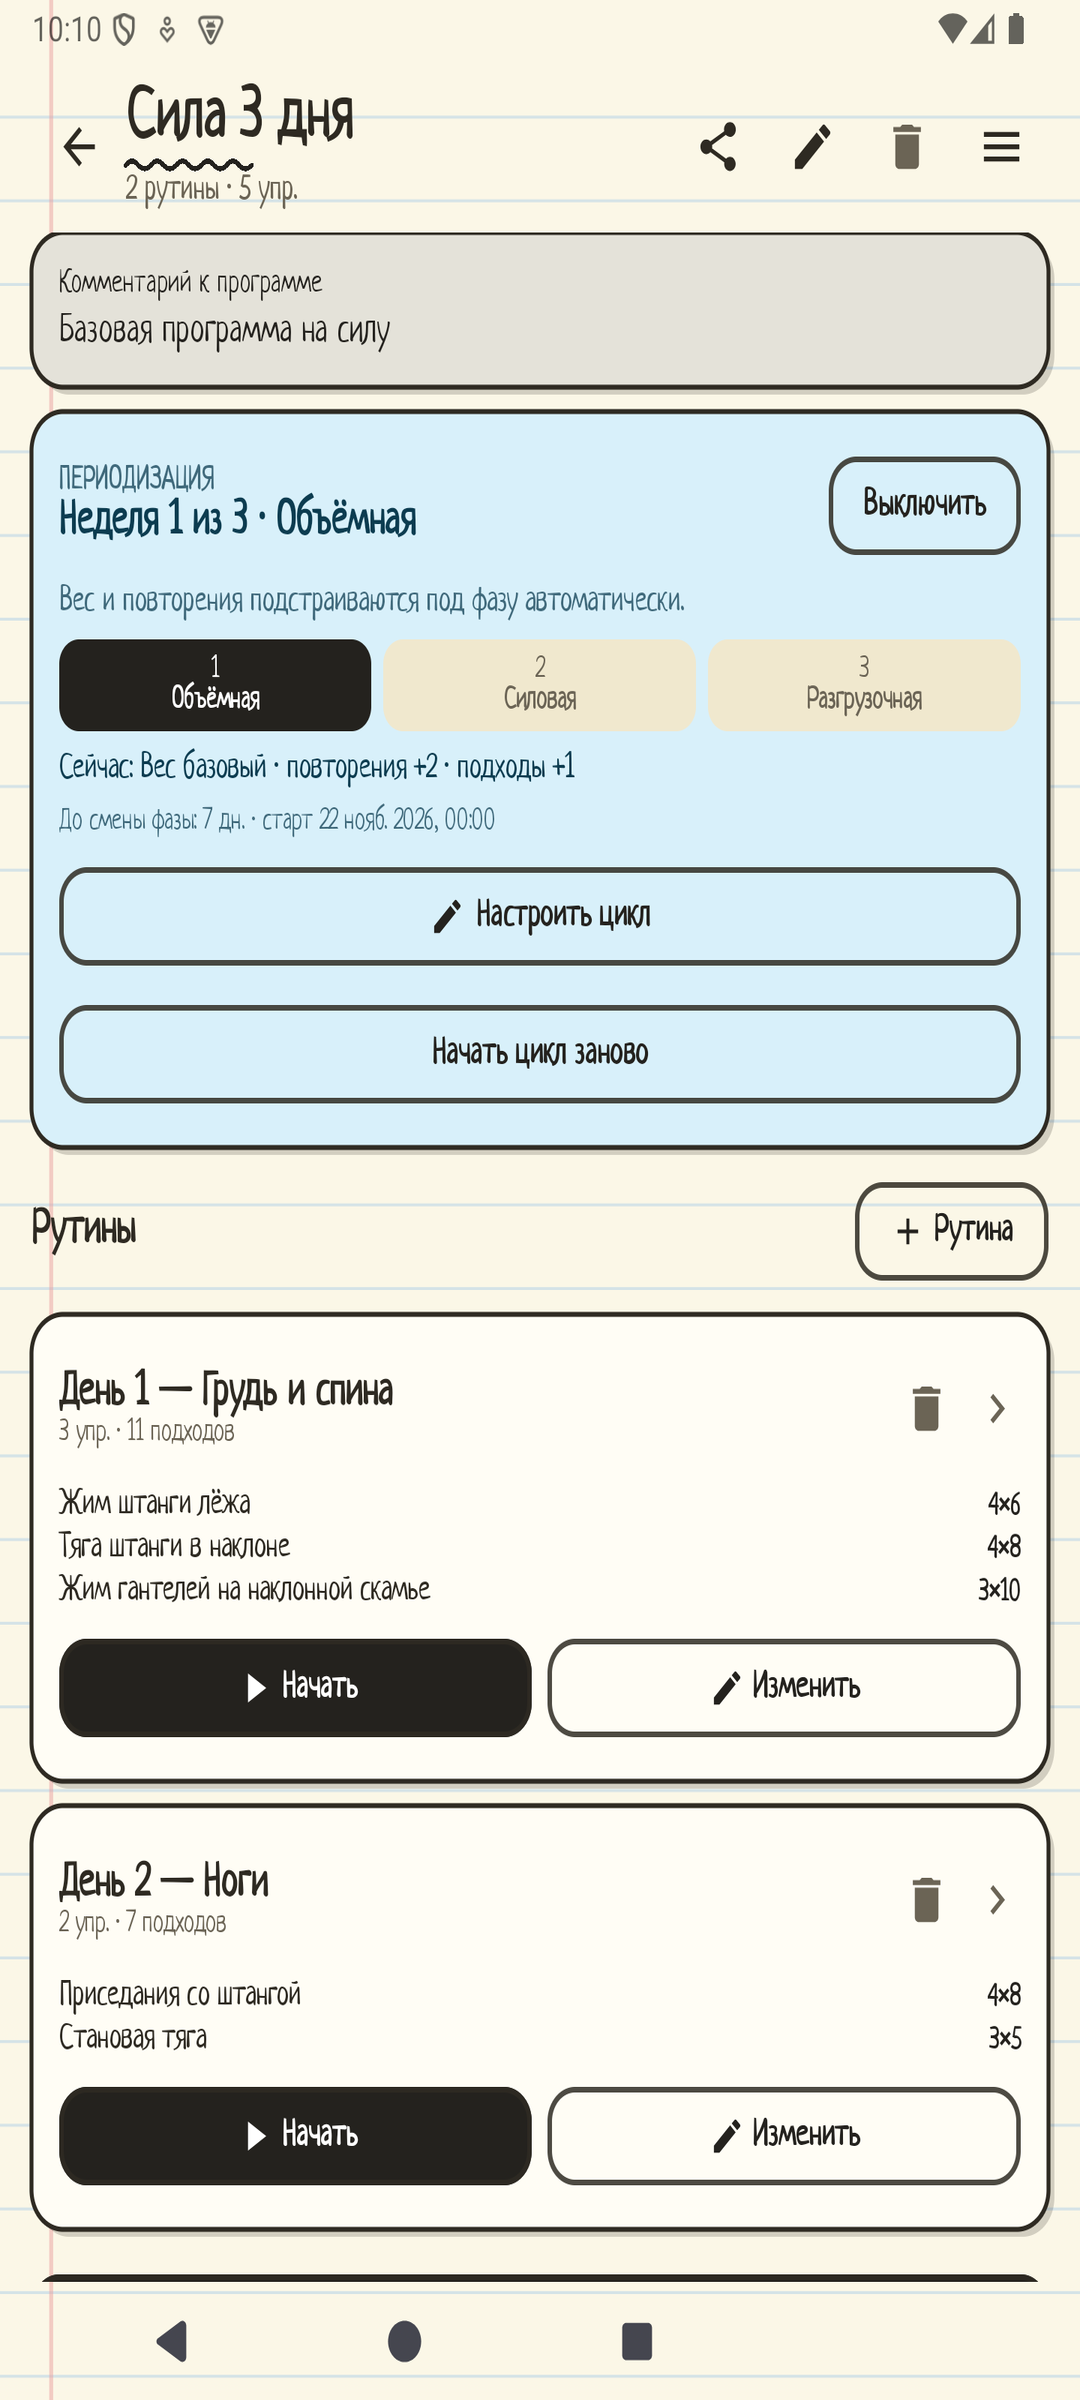 10:10
Сила 3 дня
2 рутины · 5 упр.
Комментарий к программе
Базовая программа на силу
ПЕРИОДИЗАЦИЯ
Неделя 1 из 3 · Объёмная
Выключить
Вес и повторения подстраиваются под фазу автоматически.
1
Объёмная
2
Силовая
3
Разгрузочная
Сейчас: Вес базовый · повторения +2 · подходы +1
До смены фазы: 7 дн. · старт 22 нояб. 2026, 00:00
Настроить цикл
Начать цикл заново
Рутины
+ Рутина
День 1 — Грудь и спина
3 упр. · 11 подходов
Жим штанги лёжа 4×6
Тяга штанги в наклоне 4×8
Жим гантелей на наклонной скамье 3×10
Начать
Изменить
День 2 — Ноги
2 упр. · 7 подходов
Приседания со штангой 4×8
Становая тяга 3×5
Начать
Изменить